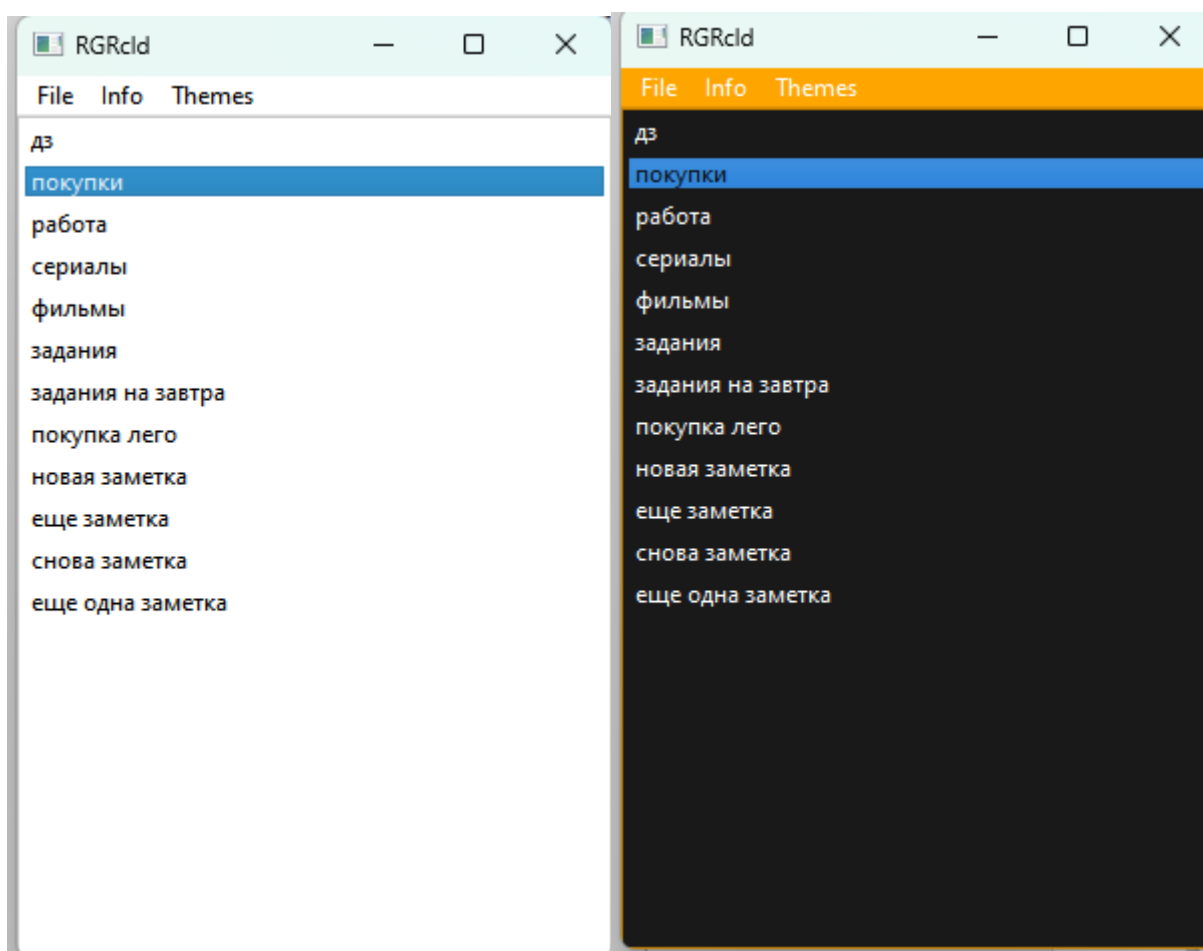 RGRcld
File Info Themes
дз
покупки
работа
сериалы
фильмы
задания
задания на завтра
покупка лего
новая заметка
еще заметка
снова заметка
еще одна заметка
RGRcld
File Info Themes
дз
покупки
работа
сериалы
фильмы
задания
задания на завтра
покупка лего
новая заметка
еще заметка
снова заметка
еще одна заметка